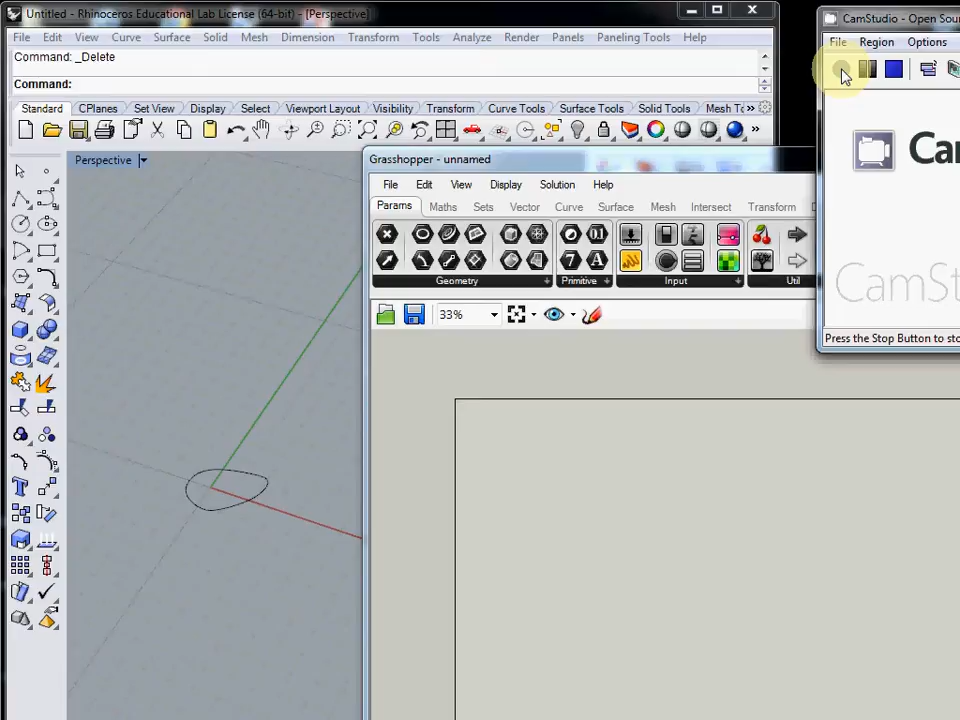 Untitled - Rhinoceros Educational Lab License (64-bit) - [Perspective]
File Edit View Curve Surface Solid Mesh Dimension Transform Tools Analyze Render Panels Paneling Tools Help
Command: _Delete
Command:
Standard CPlanes Set View Display Select Viewport Layout Visibility Transform Curve Tools Surface Tools Solid Tools Mesh To
Perspective
Grasshopper - unnamed
File Edit View Display Solution Help
Params Maths Sets Vector Curve Surface Mesh Intersect Transform
Geometry Primitive Input Util
33%
CamStudio - Open Sour
File Region Options
Ca
CamSt
Press the Stop Button to sto